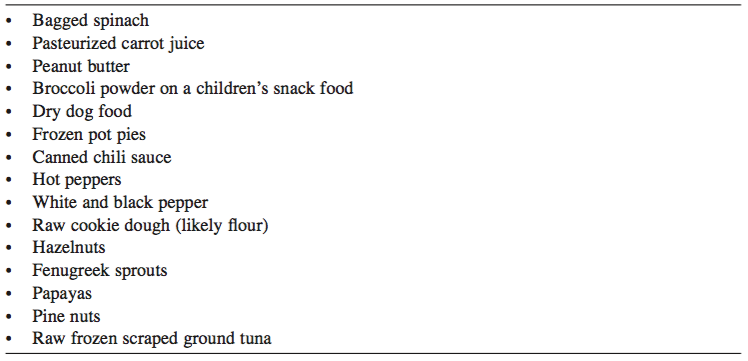 • Bagged spinach
• Pasteurized carrot juice
• Peanut butter
• Broccoli powder on a children's snack food
• Dry dog food
• Frozen pot pies
• Canned chili sauce
• Hot peppers
• White and black pepper
• Raw cookie dough (likely flour)
• Hazelnuts
• Fenugreek sprouts
• Papayas
• Pine nuts
• Raw frozen scraped ground tuna